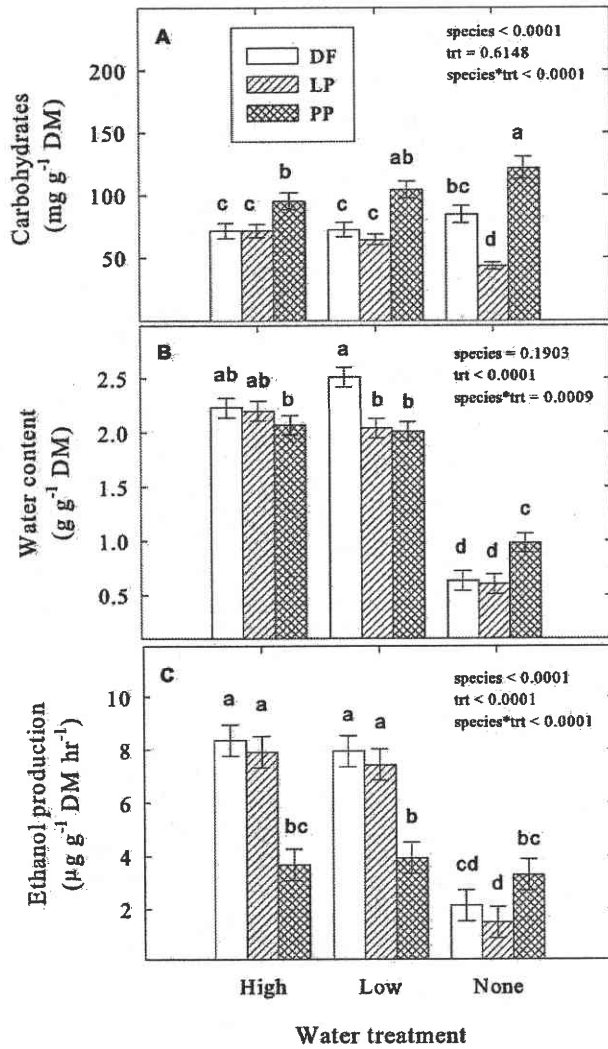 A
species < 0.0001
trt = 0.6148
species*trt < 0.0001
DF
LP
PP
200
150
100
50
Carbohydrates
(mg g⁻¹ DM)
c c b
c c ab
bc d a
B
species = 0.1903
trt < 0.0001
species*trt = 0.0009
2.5
2.0
1.0
0.5
Water content
(g g⁻¹ DM)
ab ab b
a b b
d d c
C
species < 0.0001
trt < 0.0001
species*trt < 0.0001
10
8
6
4
2
Ethanol production
(µg g⁻¹ DM hr⁻¹)
a a bc
a a b
cd d bc
High Low None
Water treatment